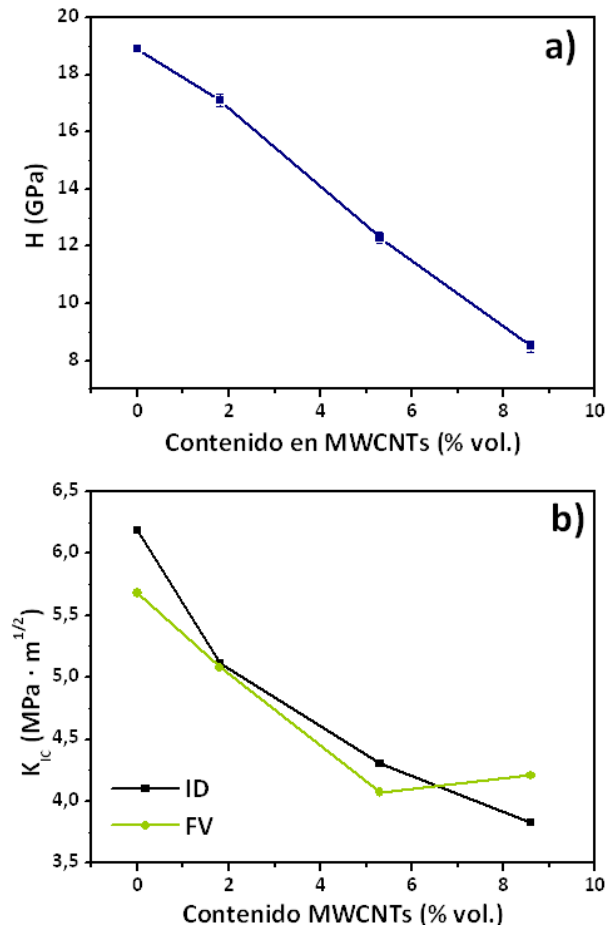 a)
20
18
16
14
12
10
8
H (GPa)
0 2 4 6 8 10
Contenido en MWCNTs (% vol.)
b)
6,5
6,0
5,5
5,0
4,5
4,0
3,5
K_IC (MPa · m^1/2)
ID
FV
0 2 4 6 8 10
Contenido MWCNTs (% vol.)